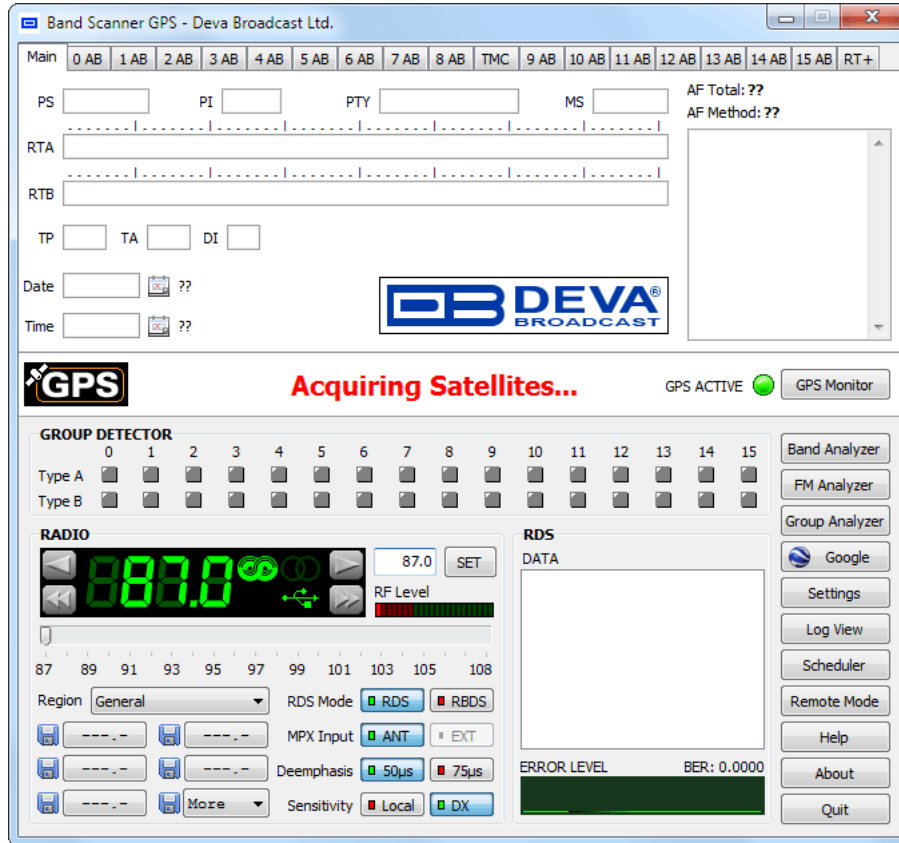 Band Scanner GPS - Deva Broadcast Ltd.
Main 0 AB 1 AB 2 AB 3 AB 4 AB 5 AB 6 AB 7 AB 8 AB TMC 9 AB 10 AB 11 AB 12 AB 13 AB 14 AB 15 AB RT+
PS PI PTY MS AF Total: ??
AF Method: ??
RTA
RTB
TP TA DI
Date ??
Time ??
DEVA®
BROADCAST
GPS Acquiring Satellites... GPS ACTIVE GPS Monitor
GROUP DETECTOR
0 1 2 3 4 5 6 7 8 9 10 11 12 13 14 15
Type A
Type B
Band Analyzer
FM Analyzer
Group Analyzer
Google
Settings
Log View
Scheduler
Remote Mode
Help
About
Quit
RADIO
87.0 87.0 SET
RF Level
87 89 91 93 95 97 99 101 103 105 108
Region General RDS Mode RDS RBDS
---.- ---.- MPX Input ANT EXT
---.- ---.- Deemphasis 50µs 75µs
---.- More Sensitivity Local DX
RDS
DATA
ERROR LEVEL BER: 0.0000